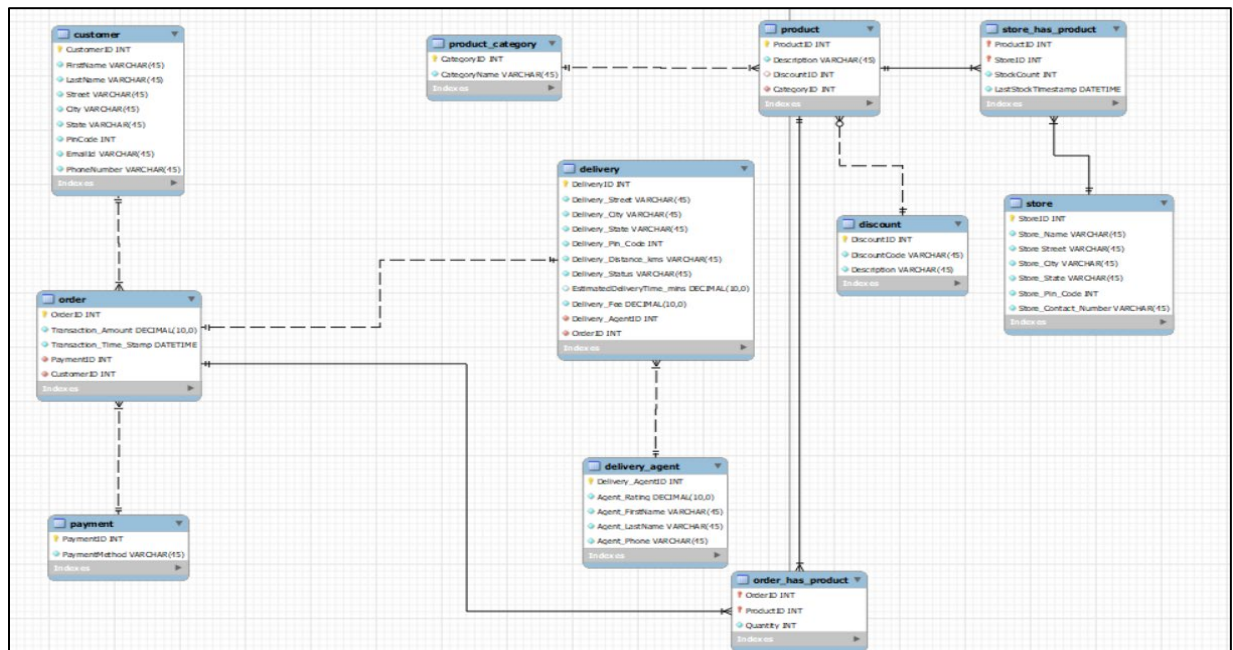 customer
CustomerID INT
FirstName VARCHAR(45)
LastName VARCHAR(45)
Street VARCHAR(45)
City VARCHAR(45)
State VARCHAR(45)
PinCode INT
EmailId VARCHAR(45)
PhoneNumber VARCHAR(45)
Indexes
product_category
CategoryID INT
CategoryName VARCHAR(45)
Indexes
product
ProductID INT
Description VARCHAR(45)
DiscountID INT
CategoryID INT
Indexes
store_has_product
ProductID INT
StoreID INT
StockCount INT
LastStockTimestamp DATETIME
Indexes
delivery
DeliveryID INT
Delivery_Street VARCHAR(45)
Delivery_City VARCHAR(45)
Delivery_State VARCHAR(45)
Delivery_Pin_Code INT
Delivery_Distance_kms VARCHAR(45)
Delivery_Status VARCHAR(45)
EstimatedDeliveryTime_mins DECIMAL(10,0)
Delivery_Fee DECIMAL(10,0)
Delivery_AgentID INT
OrderID INT
Indexes
discount
DiscountID INT
DiscountCode VARCHAR(45)
Description VARCHAR(45)
Indexes
store
StoreID INT
Store_Name VARCHAR(45)
Store Street VARCHAR(45)
Store_City VARCHAR(45)
Store_State VARCHAR(45)
Store_Pin_Code INT
Store_Contact_Number VARCHAR(45)
Indexes
order
OrderID INT
Transaction_Amount DECIMAL(10,0)
Transaction_Time_Stamp DATETIME
PaymentID INT
CustomerID INT
Indexes
delivery_agent
Delivery_AgentID INT
Agent_Rating DECIMAL(10,0)
Agent_FirstName VARCHAR(45)
Agent_LastName VARCHAR(45)
Agent_Phone VARCHAR(45)
Indexes
payment
PaymentID INT
PaymentMethod VARCHAR(45)
Indexes
order_has_product
OrderID INT
ProductID INT
Quantity INT
Indexes